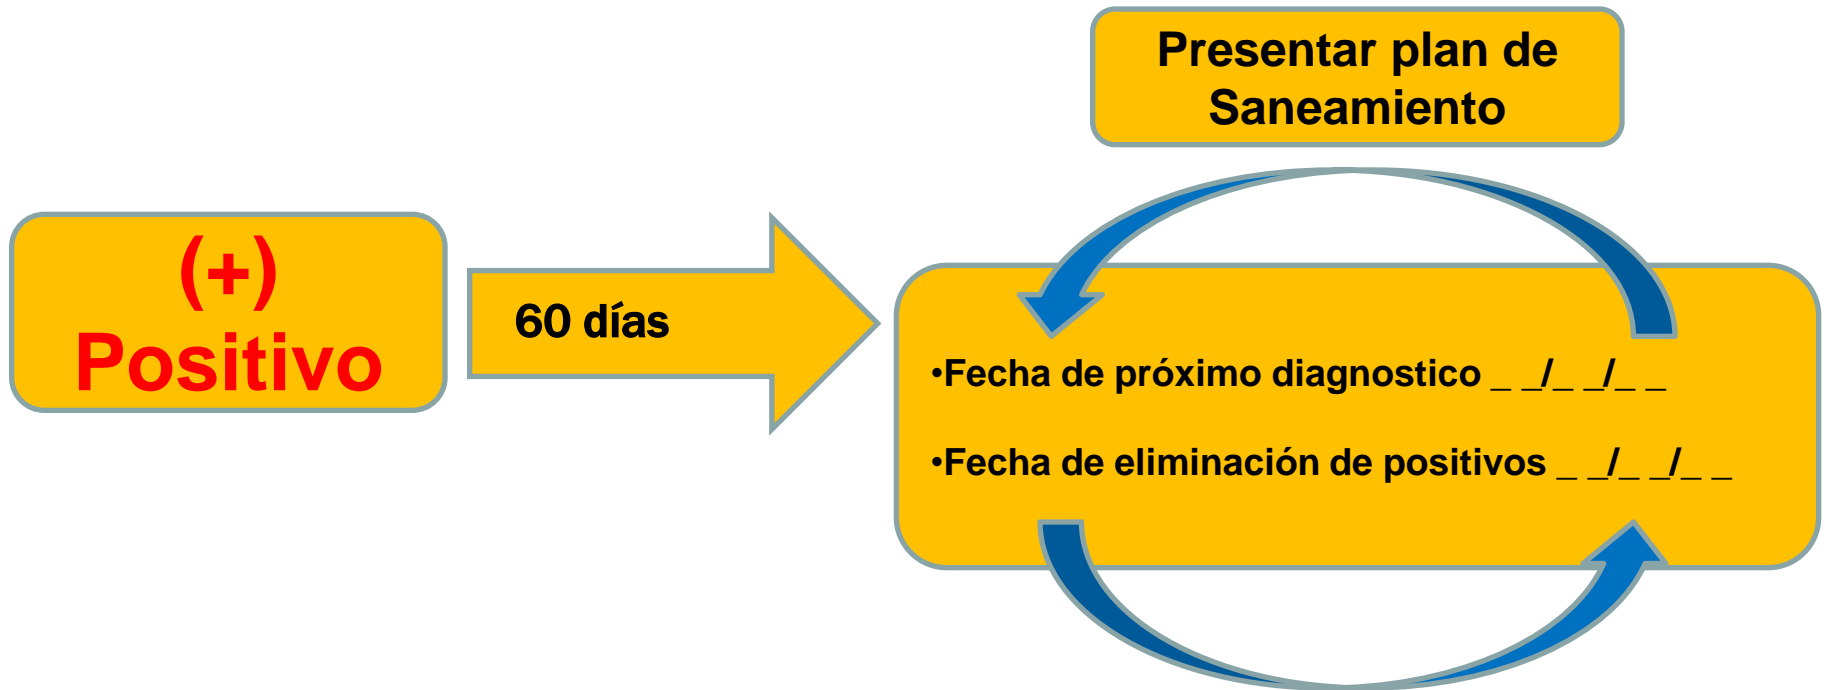 Presentar plan de
Saneamiento
(+)
Positivo
60 días
•Fecha de próximo diagnostico _ _/_ _/_ _
•Fecha de eliminación de positivos _ _/_ _/_ _